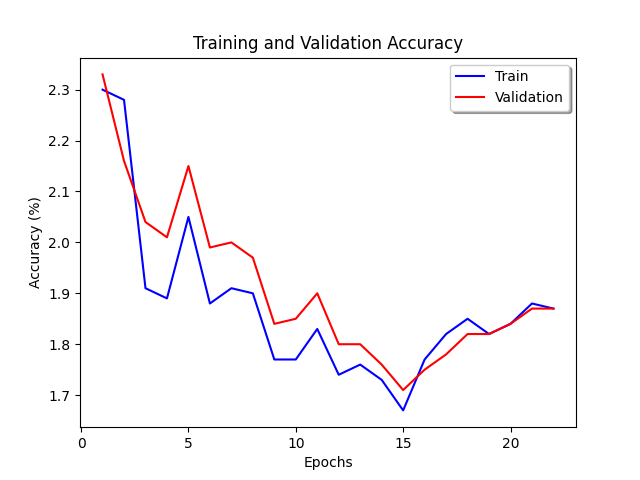 Training and Validation Accuracy
Train
Validation
Accuracy (%)
2.3
2.2
2.1
2.0
1.9
1.8
1.7
0 5 10 15 20
Epochs